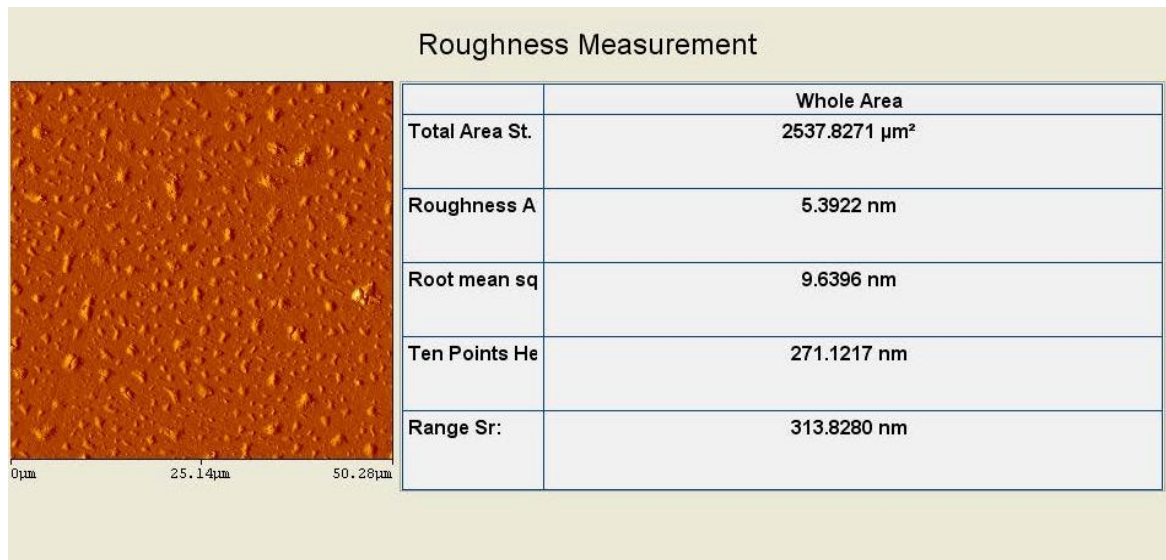 Roughness Measurement
Whole Area
Total Area St. 2537.8271 µm²
Roughness A 5.3922 nm
Root mean sq 9.6396 nm
Ten Points He 271.1217 nm
Range Sr: 313.8280 nm
0µm 25.14µm 50.28µm